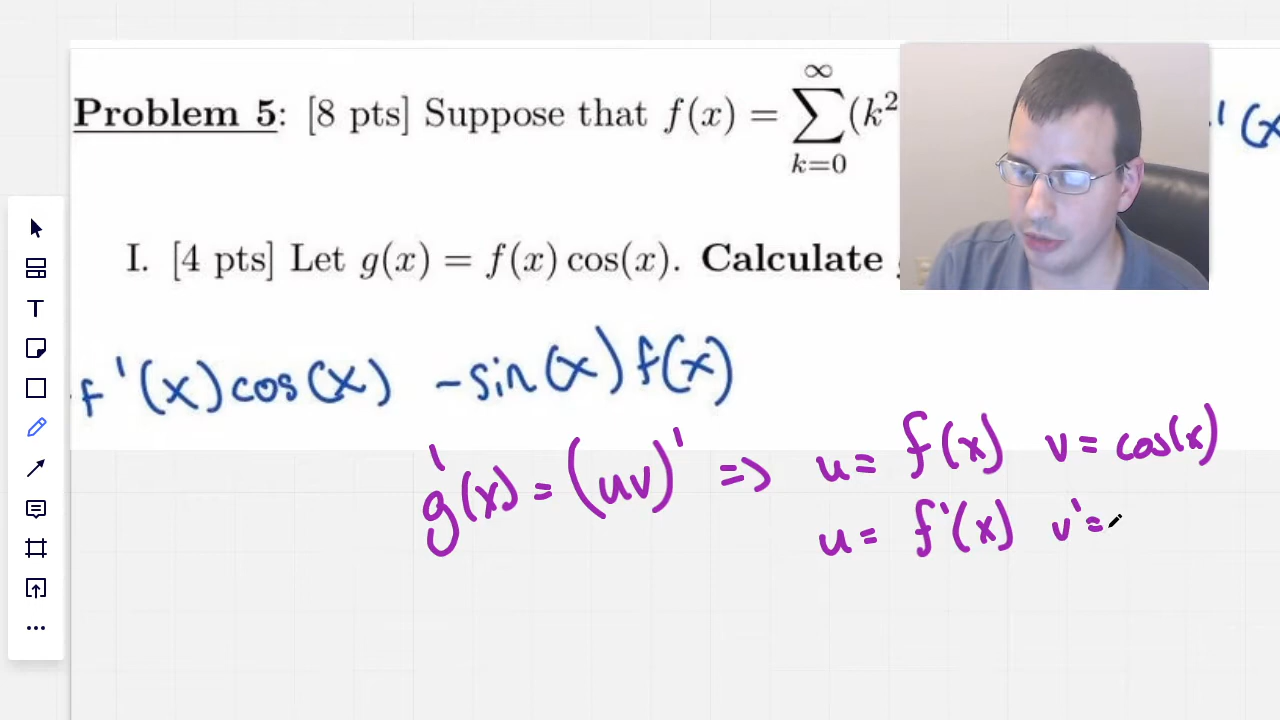 Problem 5: [8 pts] Suppose that f(x) = ∞∑k=0 (k²
I. [4 pts] Let g(x) = f(x) cos(x). Calculate
f'(x)cos(x) -sin(x)f(x)
g'(x) = (uv)' => u = f(x) v = cos(x)
u = f'(x) v' =